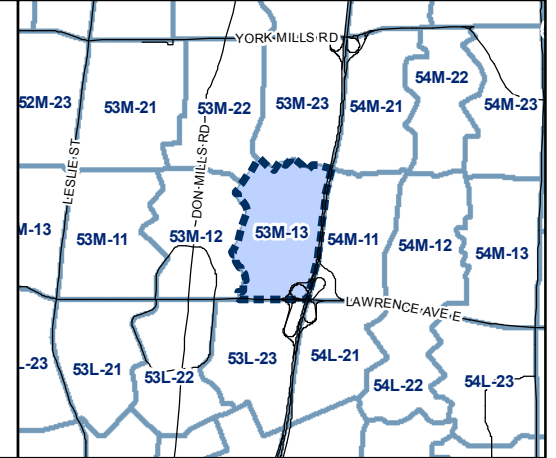 YORK MILLS RD
52M-23
53M-21
53M-22
53M-23
54M-21
54M-22
54M-23
LESLIE ST
DON MILLS RD
M-13
53M-11
53M-12
53M-13
54M-11
54M-12
54M-13
LAWRENCE AVE E
L-23
53L-21
53L-22
53L-23
54L-21
54L-22
54L-23